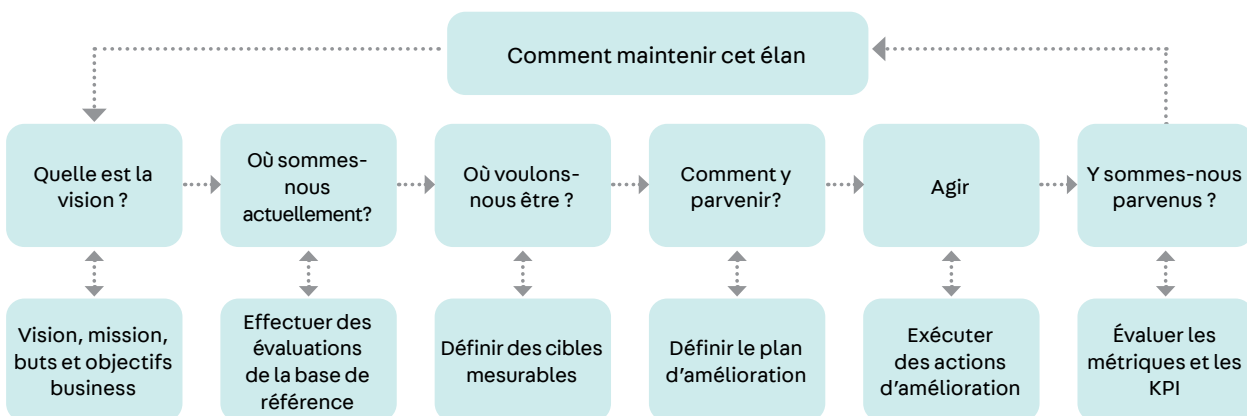 Comment maintenir cet élan
Quelle est la
vision ?
Où sommes-
nous
actuellement?
Où voulons-
nous être ?
Comment y
parvenir?
Agir
Y sommes-nous
parvenus ?
Vision, mission,
buts et objectifs
business
Effectuer des
évaluations
de la base de
référence
Définir des cibles
mesurables
Définir le plan
d’amélioration
Exécuter
des actions
d’amélioration
Évaluer les
métriques et les
KPI